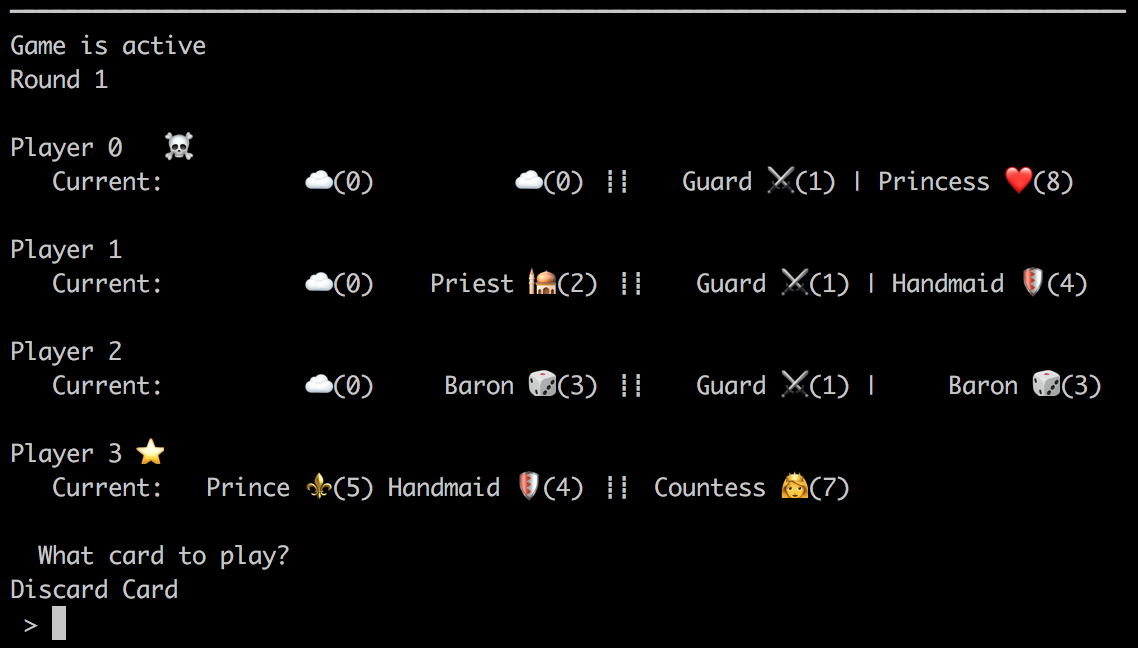 Game is active
Round 1
Player 0 ☠️
Current: ☁️(0) ☁️(0) ┋┋ Guard ⚔️(1) | Princess ❤️(8)
Player 1
Current: ☁️(0) Priest 🕌(2) ┋┋ Guard ⚔️(1) | Handmaid 🛡️(4)
Player 2
Current: ☁️(0) Baron 🎲(3) ┋┋ Guard ⚔️(1) | Baron 🎲(3)
Player 3 ⭐
Current: Prince ⚜️(5) Handmaid 🛡️(4) ┋┋ Countess 👸(7)
What card to play?
Discard Card
>